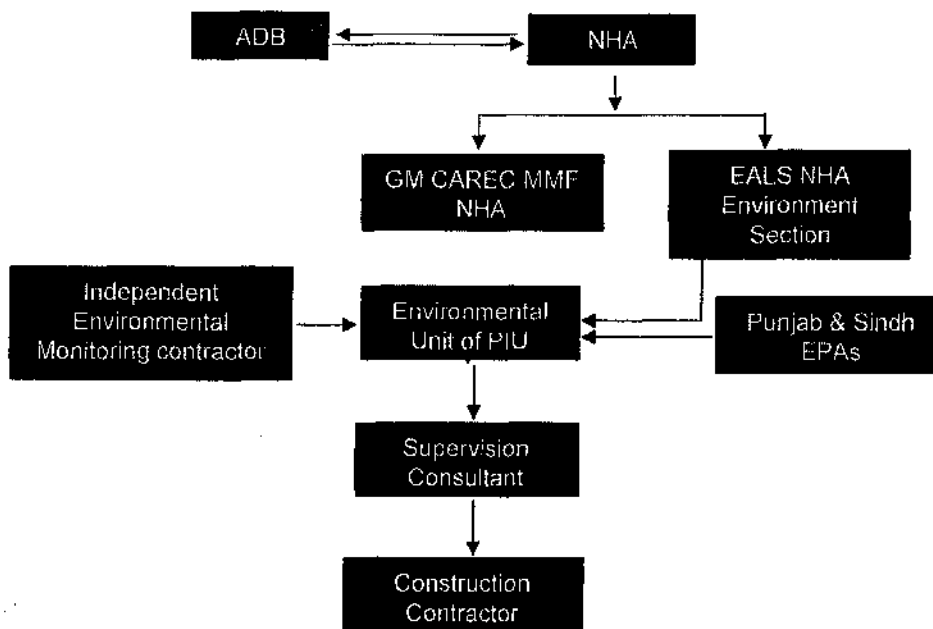 ADB
NHA
GM CAREC MMF
NHA
EALS NHA
Environment
Section
Independent
Environmental
Monitoring contractor
Environmental
Unit of PIU
Punjab & Sindh
EPAs
Supervision
Consultant
Construction
Contractor